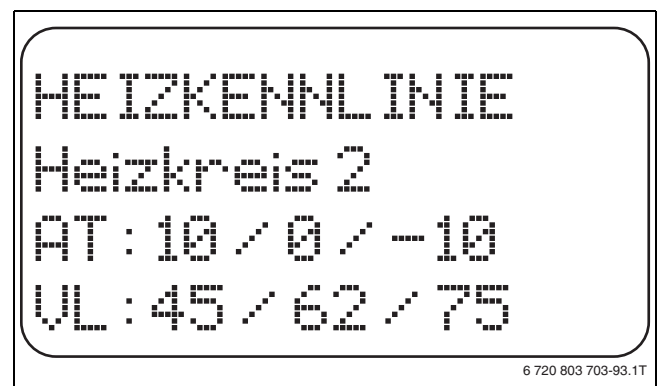 HEIZKENNLINIE
Heizkreis 2
AT:10/0/-10
VL:45/62/75
6 720 803 703-93.1T